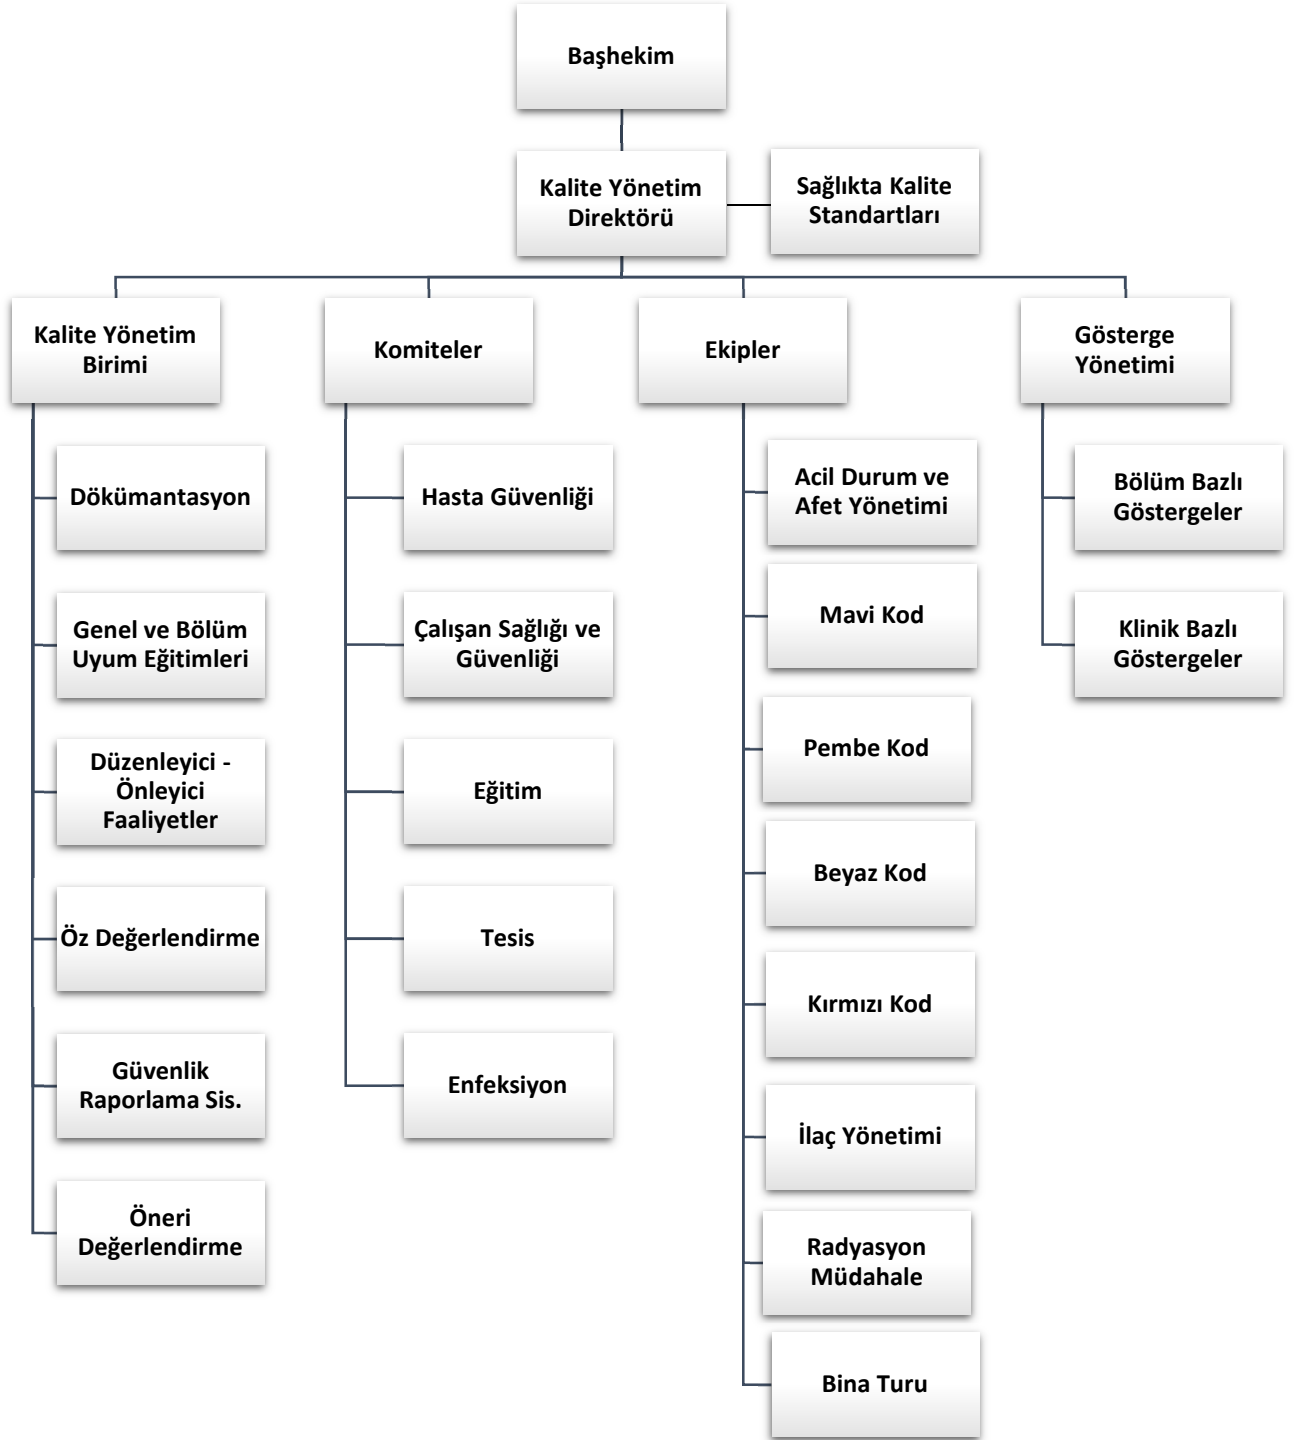 Başhekim
Kalite Yönetim
Direktörü
Sağlıkta Kalite
Standartları
Kalite Yönetim
Birimi
Komiteler
Ekipler
Gösterge
Yönetimi
Dökümantasyon
Genel ve Bölüm
Uyum Eğitimleri
Düzenleyici -
Önleyici
Faaliyetler
Öz Değerlendirme
Güvenlik
Raporlama Sis.
Öneri
Değerlendirme
Hasta Güvenliği
Çalışan Sağlığı ve
Güvenliği
Eğitim
Tesis
Enfeksiyon
Acil Durum ve
Afet Yönetimi
Mavi Kod
Pembe Kod
Beyaz Kod
Kırmızı Kod
İlaç Yönetimi
Radyasyon
Müdahale
Bina Turu
Bölüm Bazlı
Göstergeler
Klinik Bazlı
Göstergeler